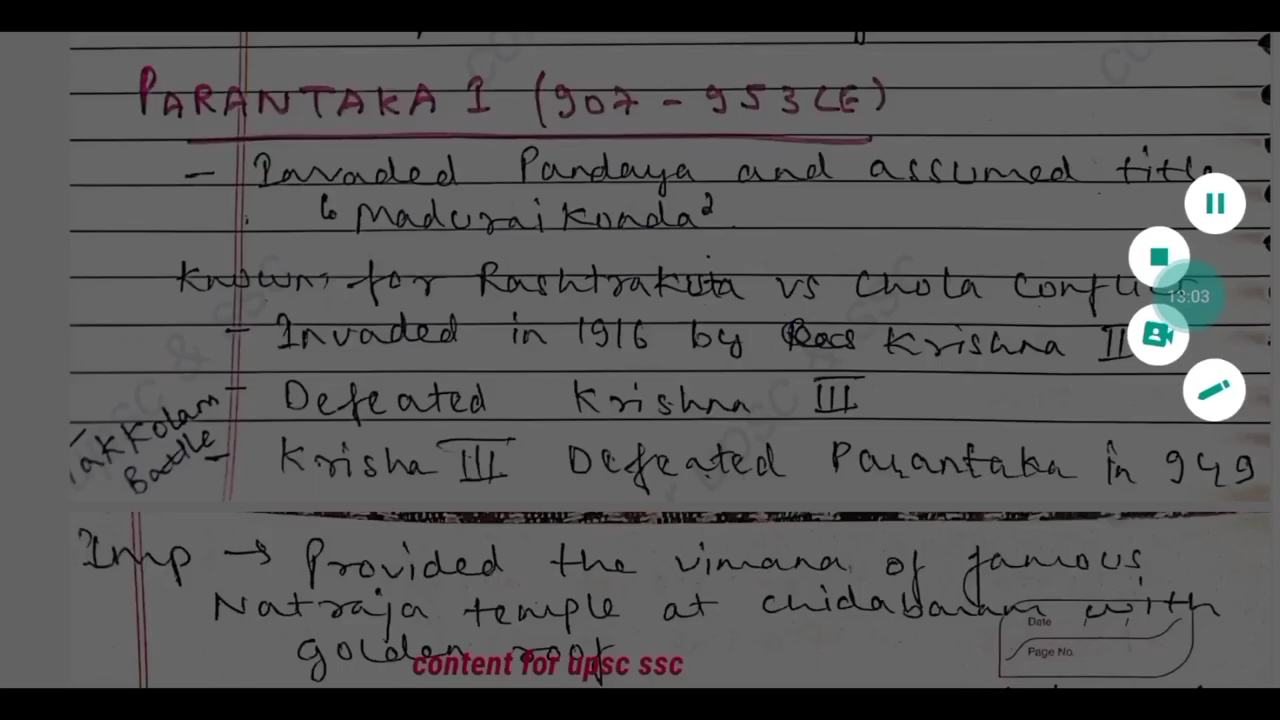 PARANTAKA I (907 - 953 CE)
- Invaded Pandaya and assumed title
"Maduraikonda"
Known for Rashtrakuta vs Chola Conflict
- Invaded in 1916 by Krishna II
- Defeated Krishna III
Takkolam Battle
- Krisha III Defeated Parantaka in 949
Imp → Provided the vimana of famous
Natraja temple at chidabaram with
golden roof
Date
Page No.
content for upsc ssc
13:03